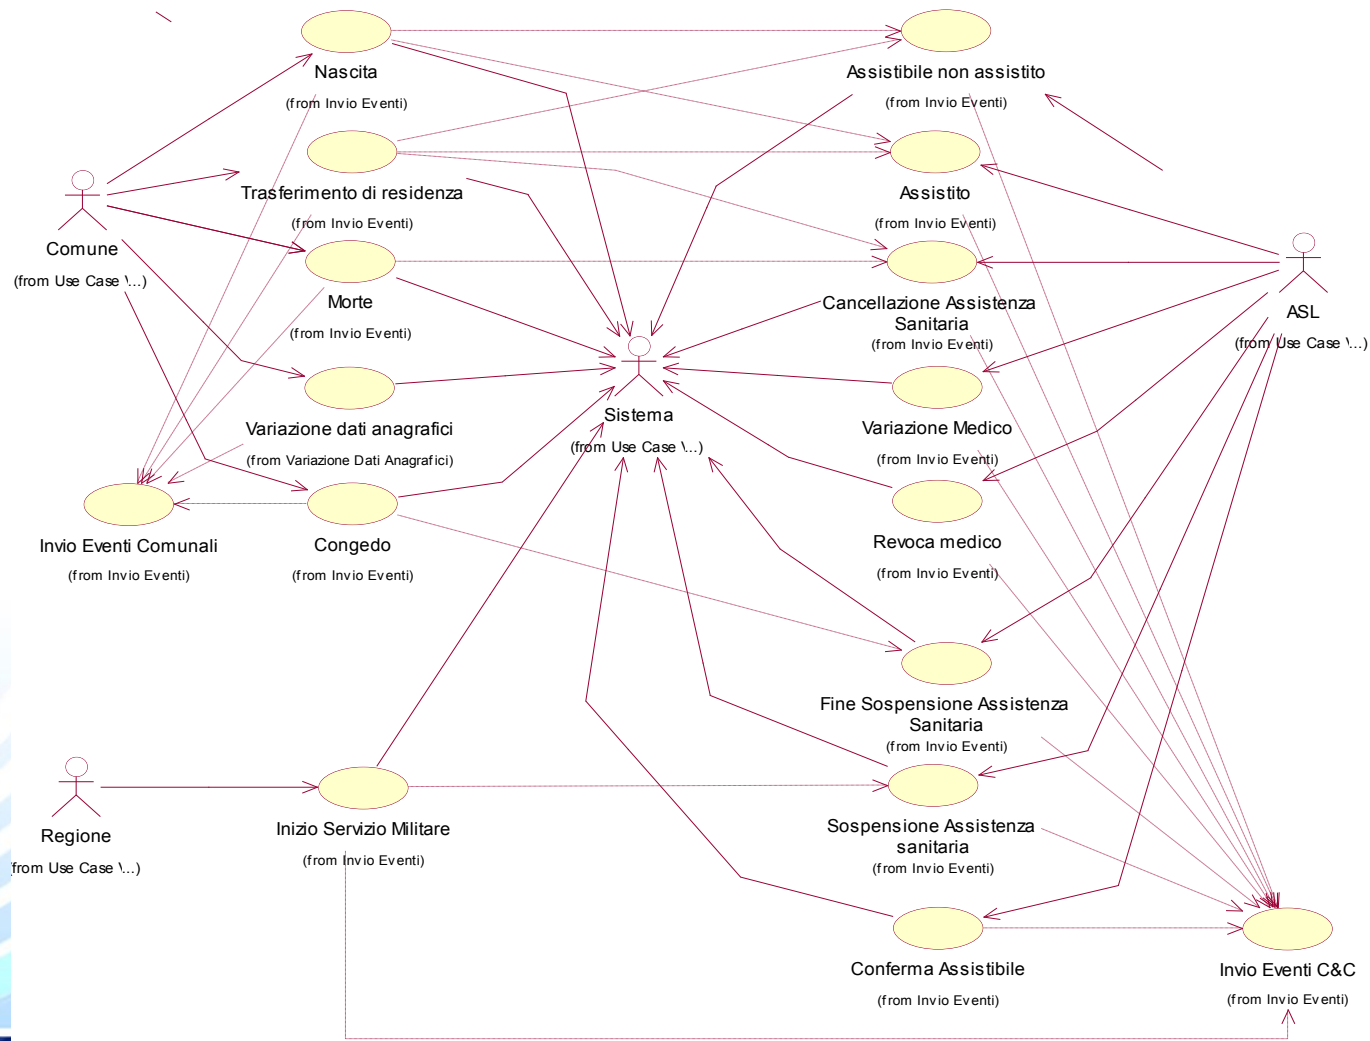 Nascita
(from Invio Eventi)
Assistibile non assistito
(from Invio Eventi)
Trasferimento di residenza
(from Invio Eventi)
Assistito
(from Invio Eventi)
Comune
(from Use Case \...)
Morte
(from Invio Eventi)
Cancellazione Assistenza
Sanitaria
(from Invio Eventi)
ASL
(from Use Case \...)
Sistema
(from Use Case \...)
Variazione dati anagrafici
(from Variazione Dati Anagrafici)
Variazione Medico
(from Invio Eventi)
Invio Eventi Comunali
(from Invio Eventi)
Congedo
(from Invio Eventi)
Revoca medico
(from Invio Eventi)
Fine Sospensione Assistenza
Sanitaria
(from Invio Eventi)
Regione
(from Use Case \...)
Inizio Servizio Militare
(from Invio Eventi)
Sospensione Assistenza
sanitaria
(from Invio Eventi)
Conferma Assistibile
(from Invio Eventi)
Invio Eventi C&C
(from Invio Eventi)